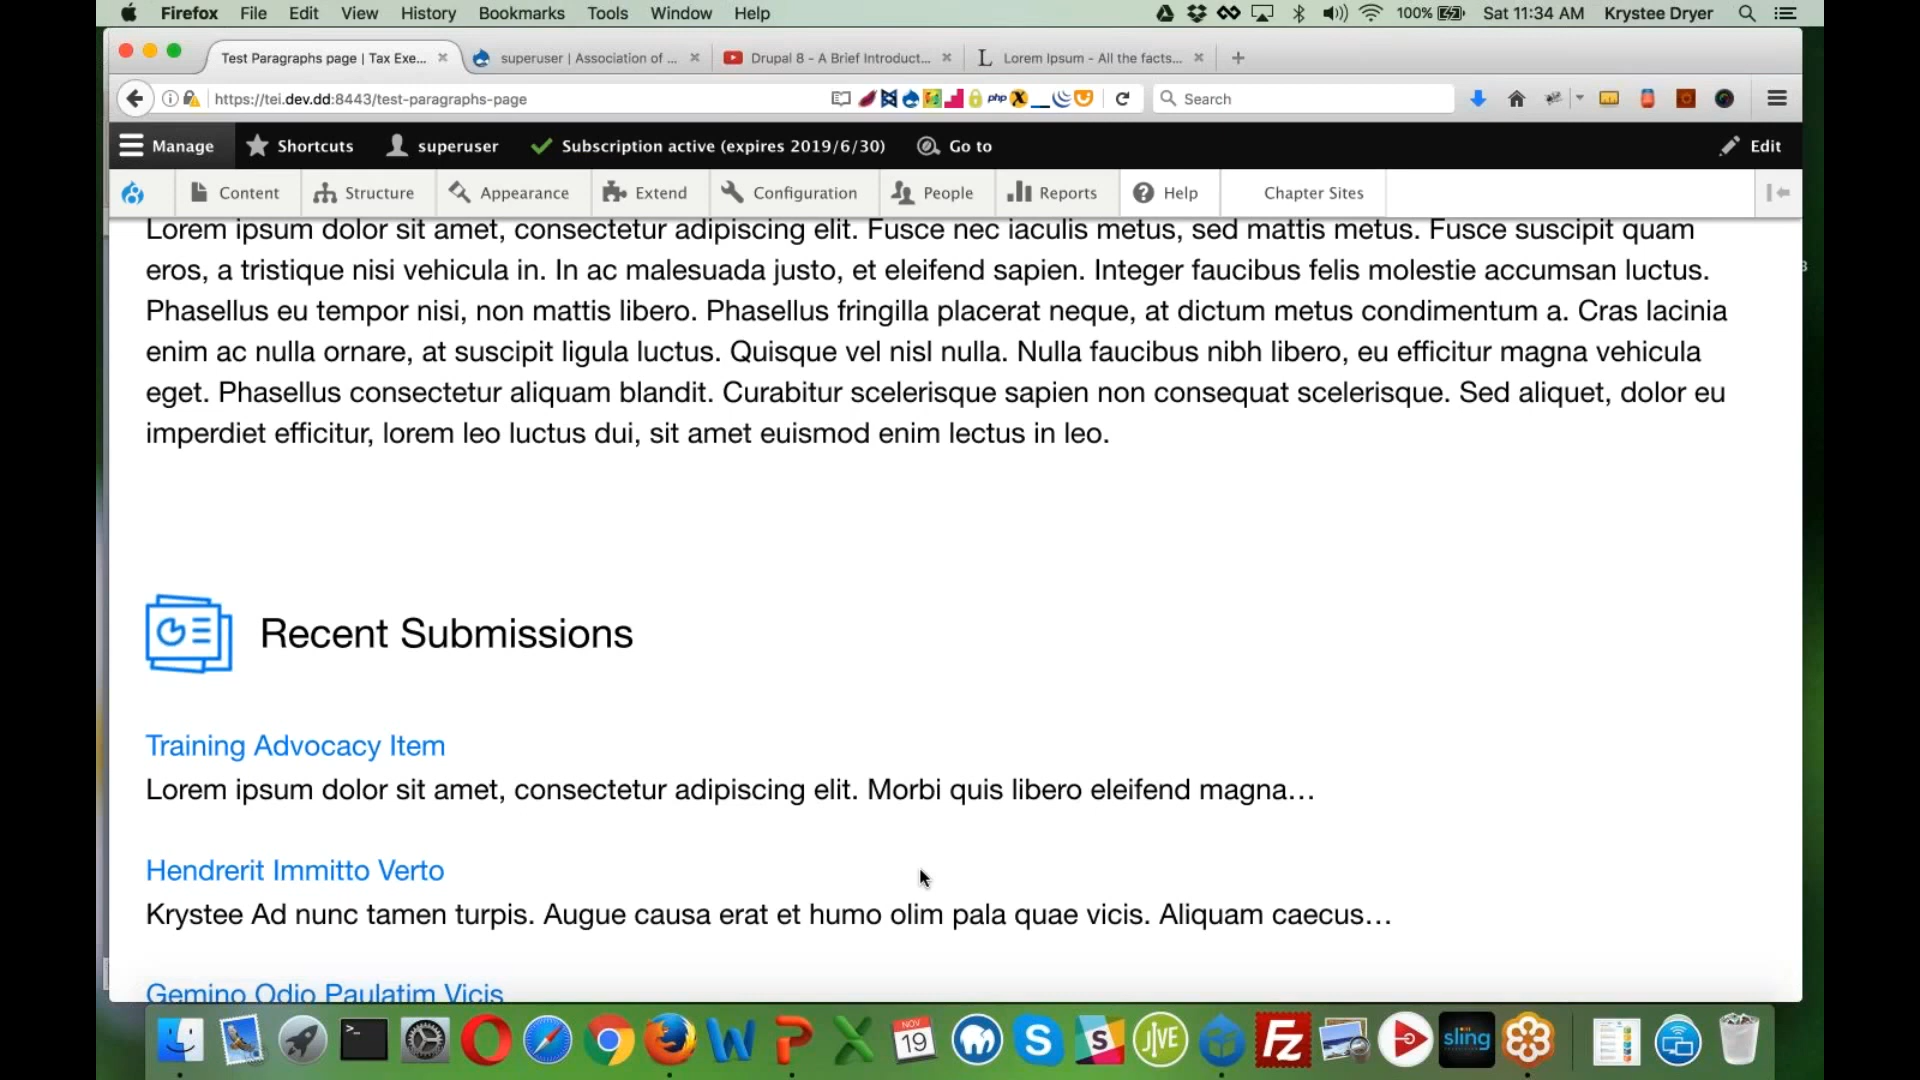 Firefox File Edit View History Bookmarks Tools Window Help 100% Sat 11:34 AM Krystee Dryer
Test Paragraphs page | Tax Exe... superuser | Association of ... Drupal 8 - A Brief Introduct... L Lorem Ipsum - All the facts...
https://tei.dev.dd:8443/test-paragraphs-page php Search
Manage Shortcuts superuser Subscription active (expires 2019/6/30) Go to Edit
Content Structure Appearance Extend Configuration People Reports Help Chapter Sites
Lorem ipsum dolor sit amet, consectetur adipiscing elit. Fusce nec iaculis metus, sed mattis metus. Fusce suscipit quam
eros, a tristique nisi vehicula in. In ac malesuada justo, et eleifend sapien. Integer faucibus felis molestie accumsan luctus.
Phasellus eu tempor nisi, non mattis libero. Phasellus fringilla placerat neque, at dictum metus condimentum a. Cras lacinia
enim ac nulla ornare, at suscipit ligula luctus. Quisque vel nisl nulla. Nulla faucibus nibh libero, eu efficitur magna vehicula
eget. Phasellus consectetur aliquam blandit. Curabitur scelerisque sapien non consequat scelerisque. Sed aliquet, dolor eu
imperdiet efficitur, lorem leo luctus dui, sit amet euismod enim lectus in leo.
Recent Submissions
Training Advocacy Item
Lorem ipsum dolor sit amet, consectetur adipiscing elit. Morbi quis libero eleifend magna…
Hendrerit Immitto Verto
Krystee Ad nunc tamen turpis. Augue causa erat et humo olim pala quae vicis. Aliquam caecus…
Gemino Odio Paulatim Vicis
NOV 19 S S JIVE Fz sling